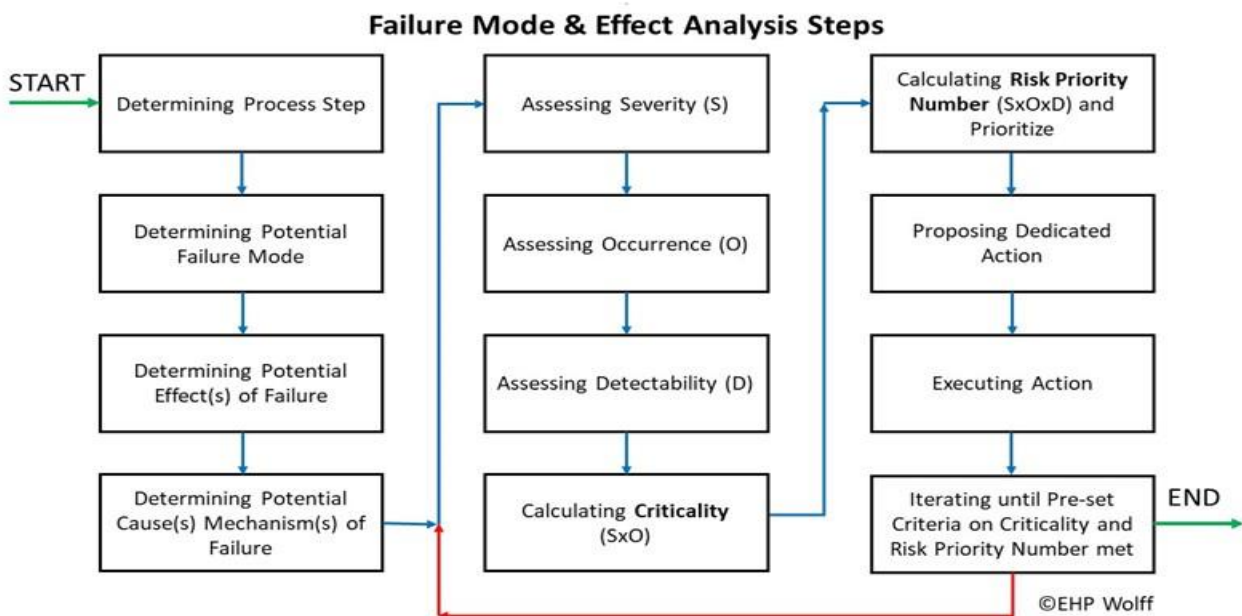 Failure Mode & Effect Analysis Steps
START
Determining Process Step
Determining Potential
Failure Mode
Determining Potential
Effect(s) of Failure
Determining Potential
Cause(s) Mechanism(s) of
Failure
Assessing Severity (S)
Assessing Occurrence (O)
Assessing Detectability (D)
Calculating Criticality
(SxO)
Calculating Risk Priority
Number (SxOxD) and
Prioritize
Proposing Dedicated
Action
Executing Action
Iterating until Pre-set
Criteria on Criticality and
Risk Priority Number met
END
©EHP Wolff